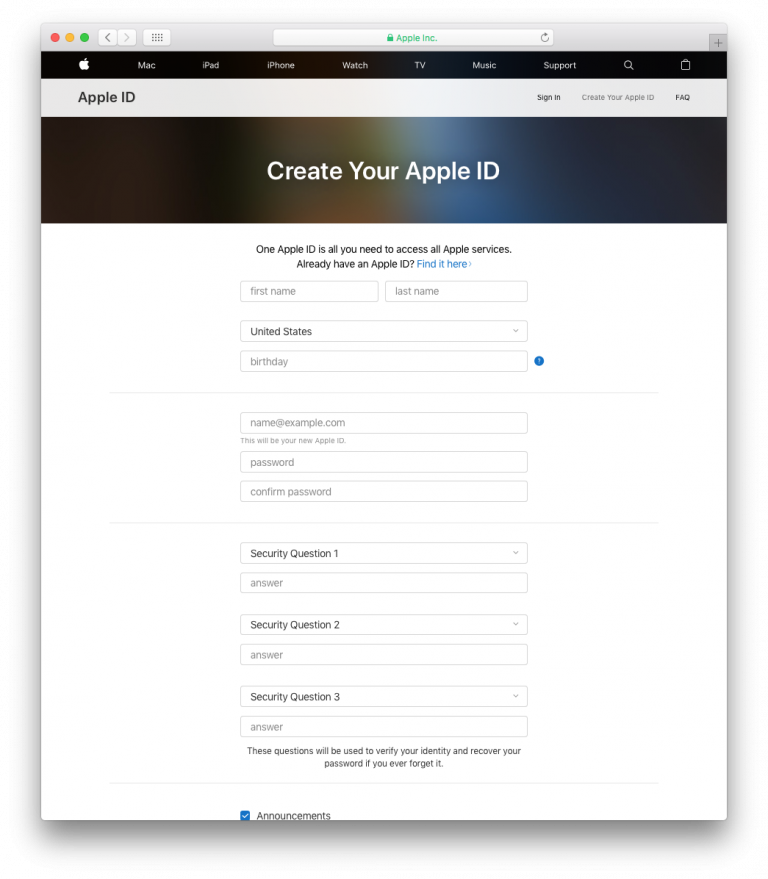 Apple Inc.
Mac iPad iPhone Watch TV Music Support
Apple ID
Sign In Create Your Apple ID FAQ
Create Your Apple ID
One Apple ID is all you need to access all Apple services.
Already have an Apple ID? Find it here ›
first name last name
United States
birthday
?
name@example.com
This will be your new Apple ID.
password
confirm password
Security Question 1
answer
Security Question 2
answer
Security Question 3
answer
These questions will be used to verify your identity and recover your
password if you ever forget it.
Announcements